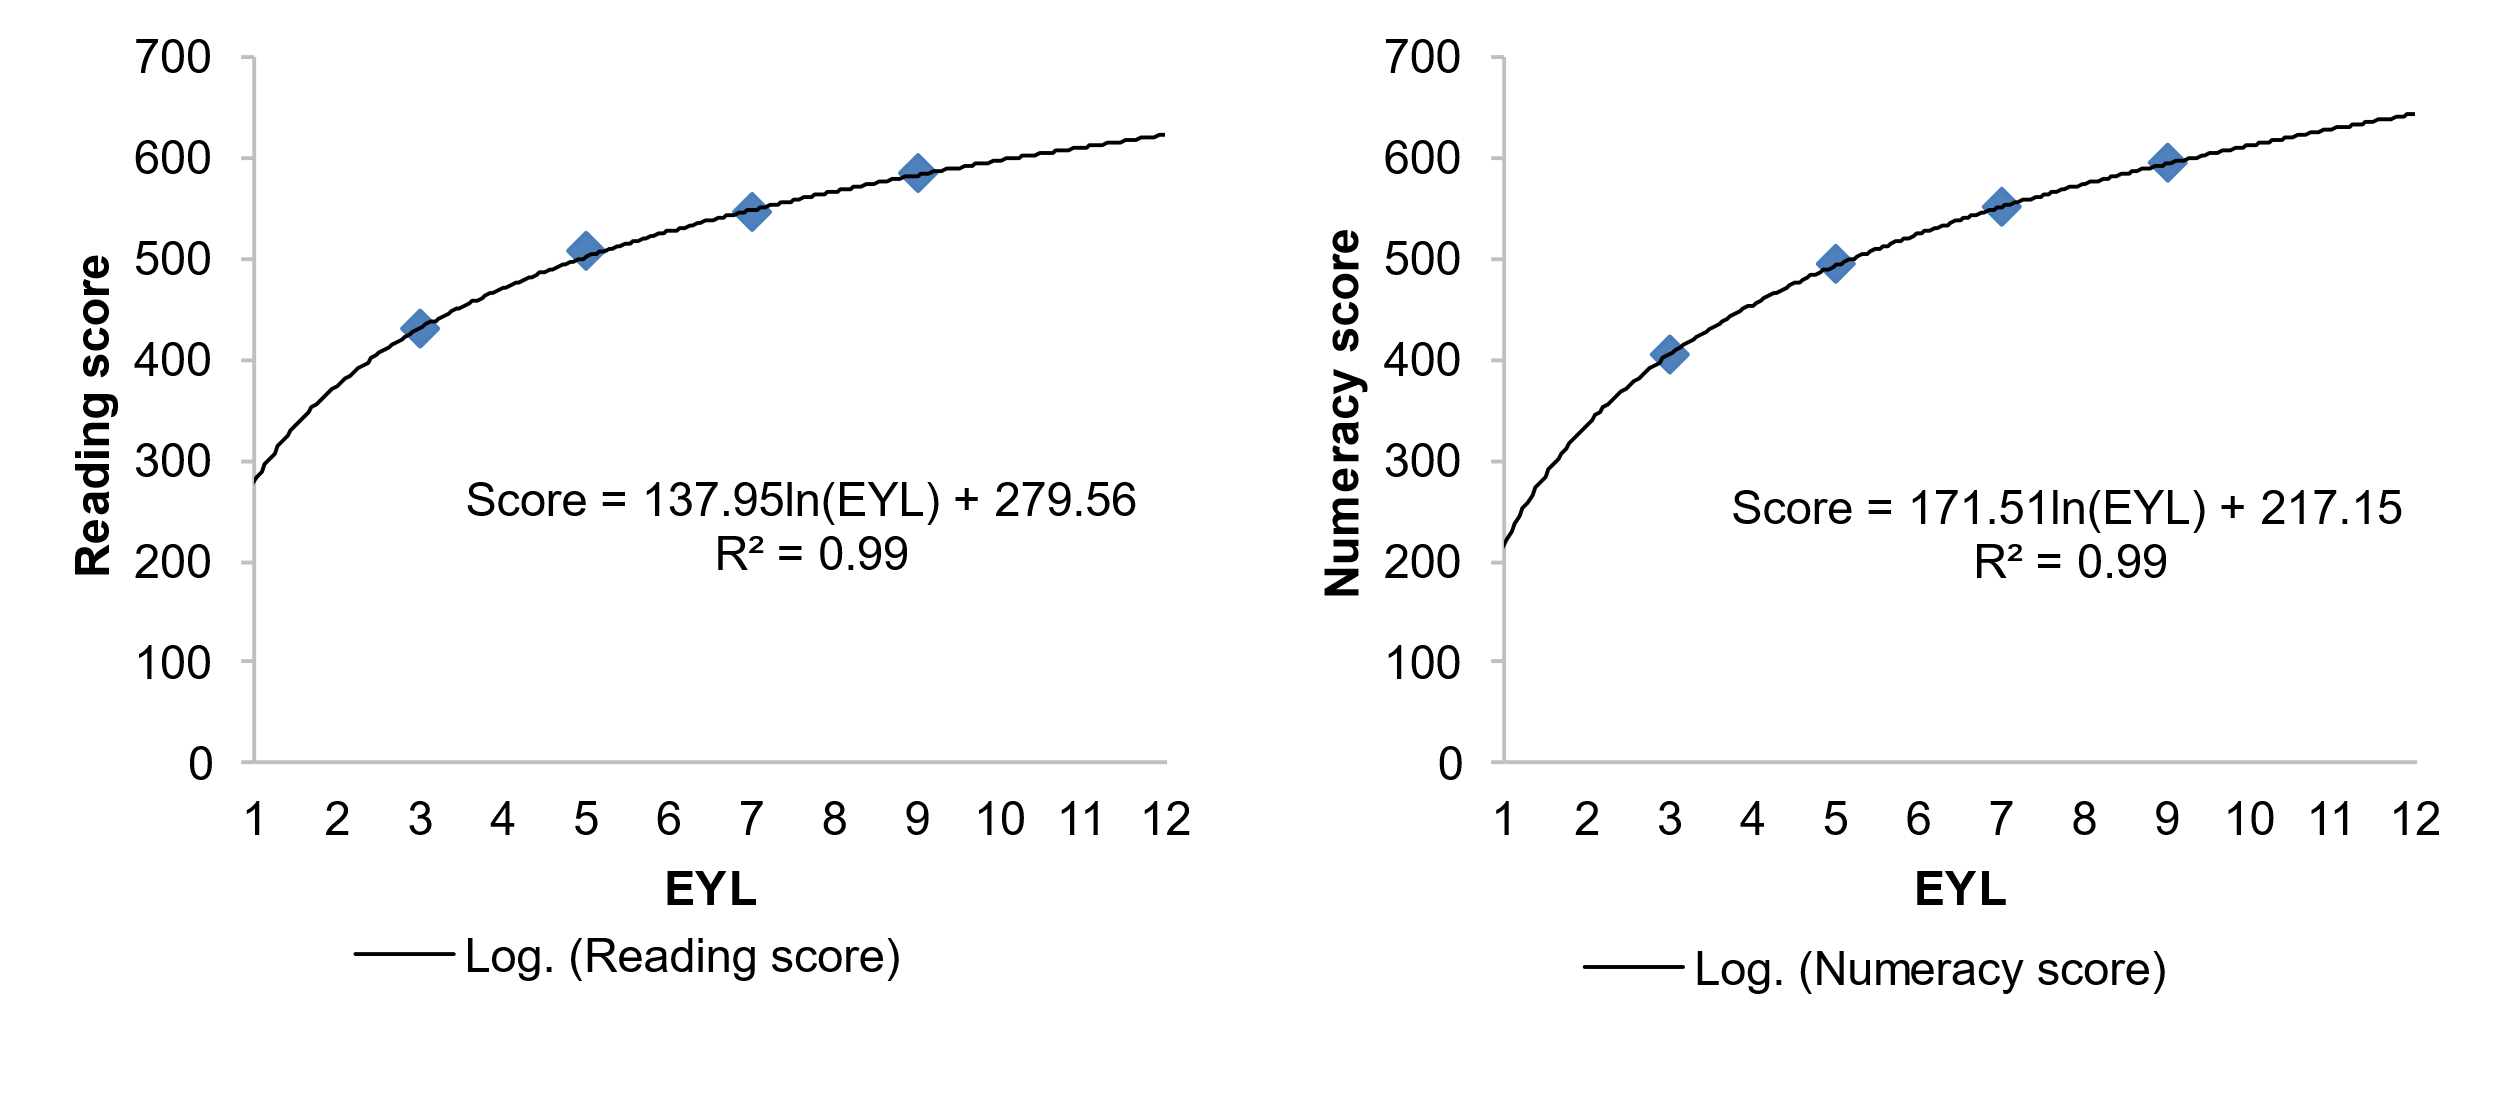 700
600
500
400
300
200
100
0
Reading score
Score = 137.95ln(EYL) + 279.56
R² = 0.99
1 2 3 4 5 6 7 8 9 10 11 12
EYL
Log. (Reading score)
700
600
500
400
300
200
100
0
Numeracy score
Score = 171.51ln(EYL) + 217.15
R² = 0.99
1 2 3 4 5 6 7 8 9 10 11 12
EYL
Log. (Numeracy score)